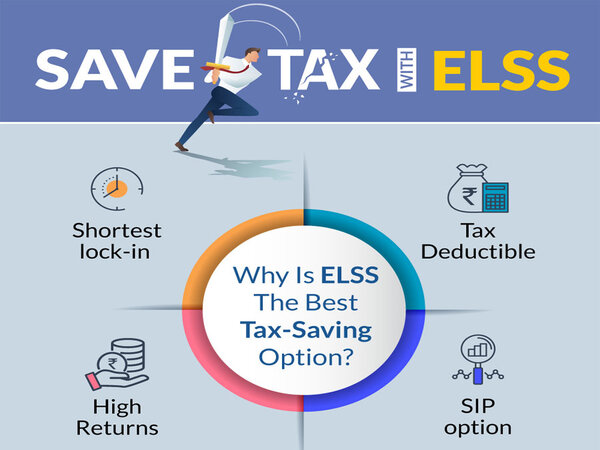 SAVE TAX WITH ELSS
Shortest
lock-in
Tax
Deductible
Why Is ELSS
The Best
Tax-Saving
Option?
High
Returns
SIP
option